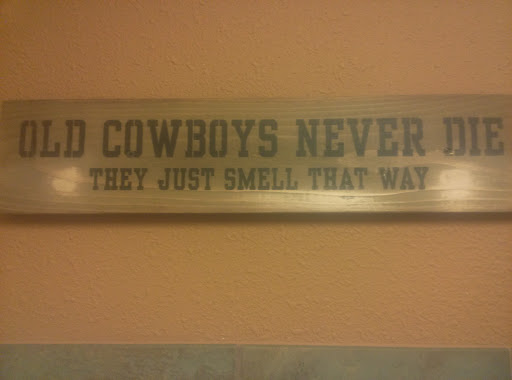 OLD COWBOYS NEVER DIE
THEY JUST SMELL THAT WAY